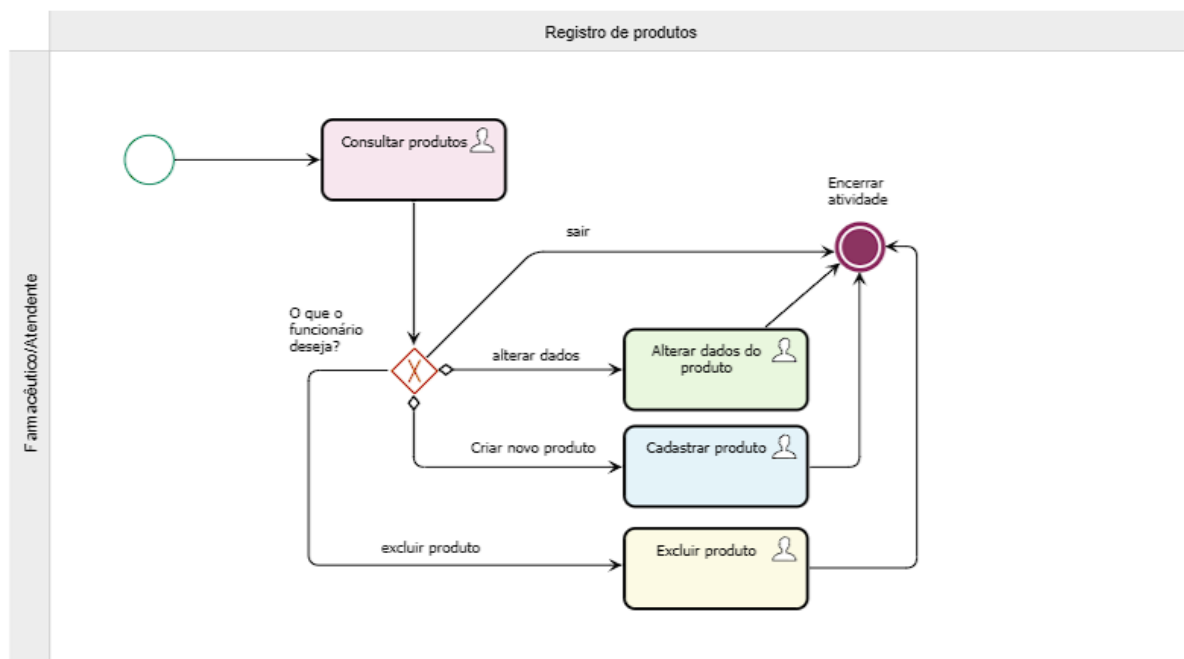 Registro de produtos
Farmacêutico/Atendente
Consultar produtos
Encerrar
atividade
sair
O que o
funcionário
deseja?
alterar dados
Alterar dados do
produto
Criar novo produto
Cadastrar produto
excluir produto
Excluir produto